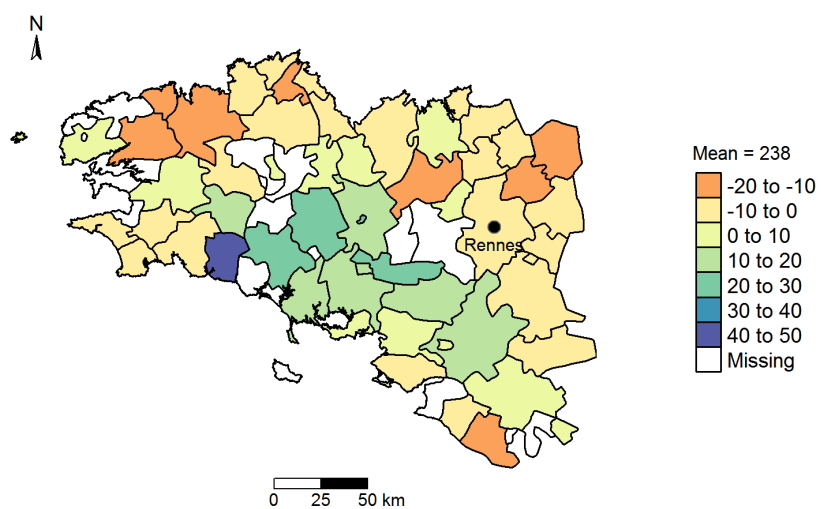 N
Mean = 238
-20 to -10
-10 to 0
0 to 10
10 to 20
20 to 30
30 to 40
40 to 50
Missing
Rennes
0 25 50 km